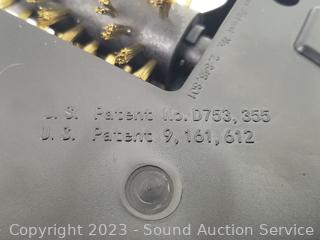 U. S. Patent No. D753,355
U. S. Patent 9,161,612
Copyright 2023 - Sound Auction Service